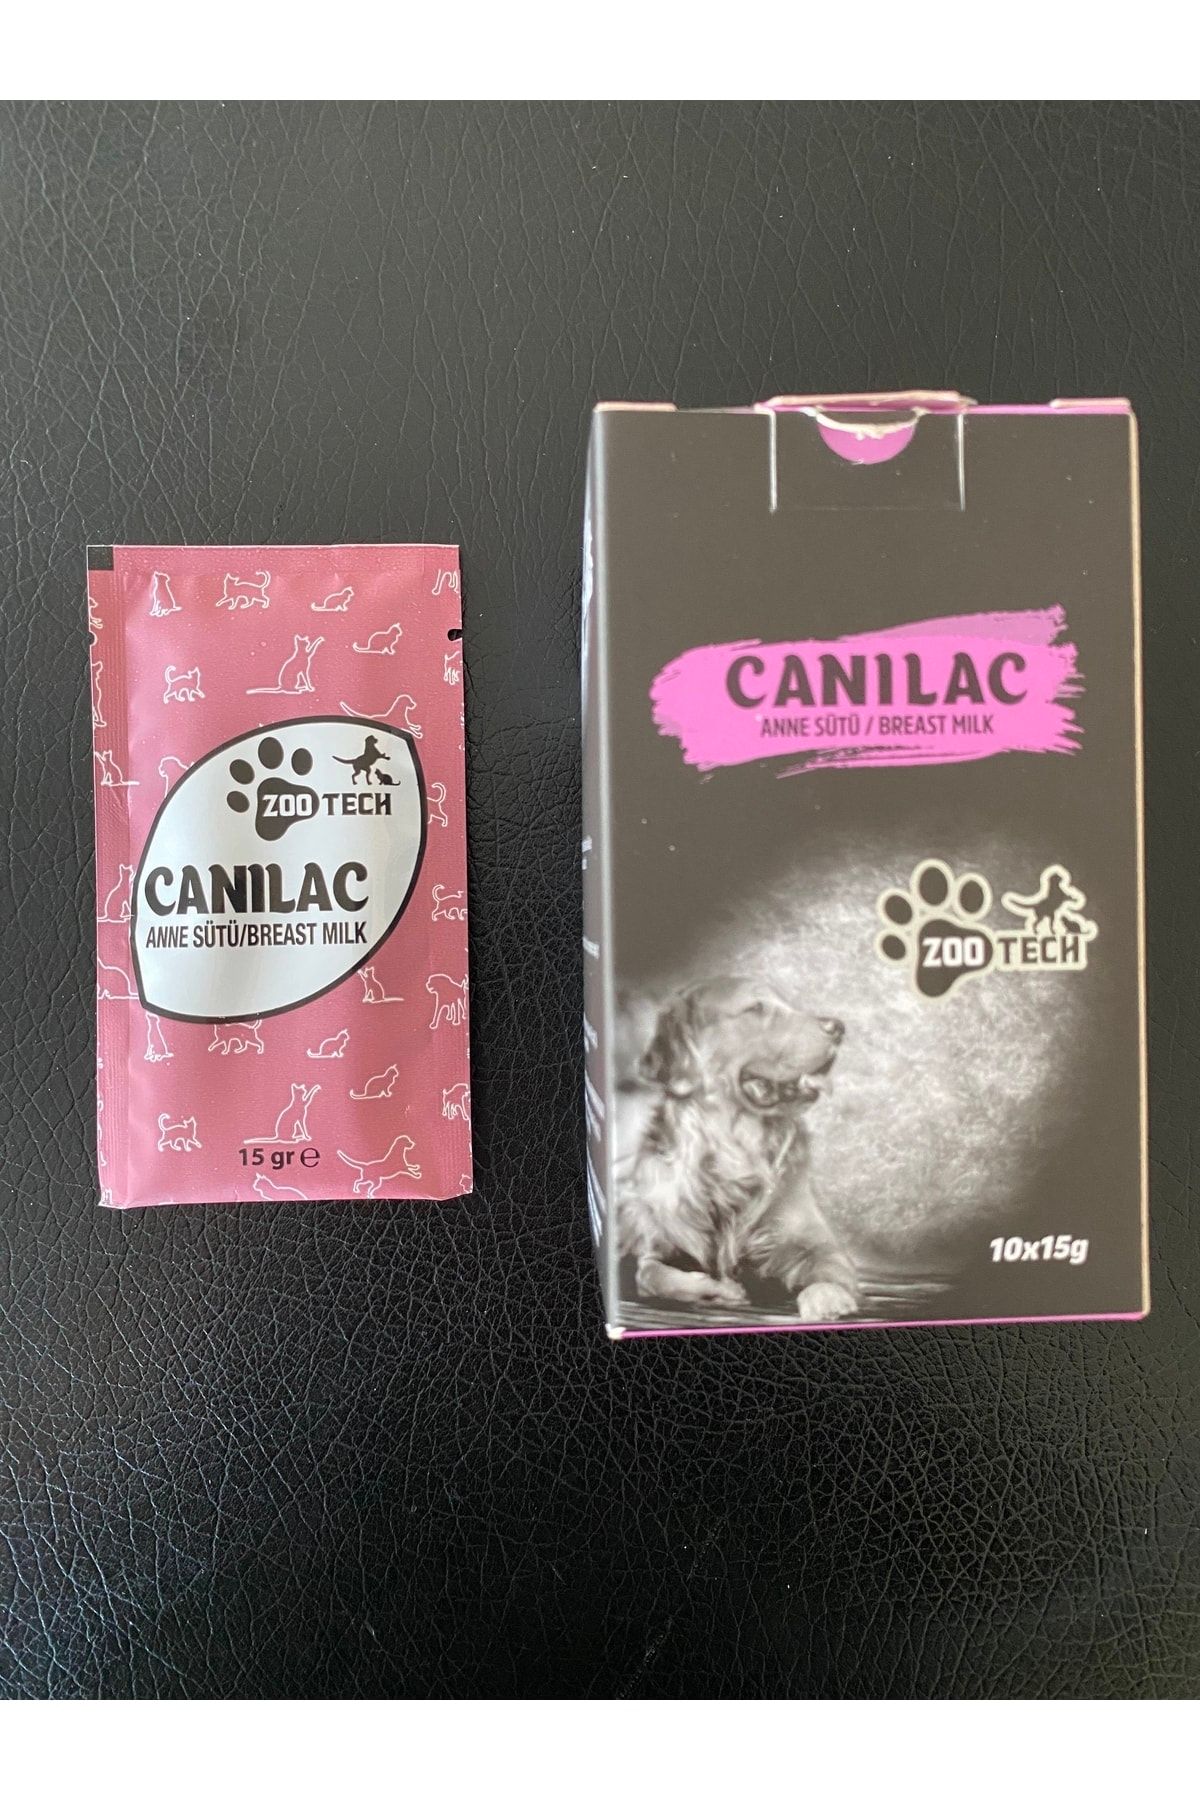 ZOO TECH
CANILAC
ANNE SÜTÜ/BREAST MILK
15 gr ℮
CANILAC
ANNE SÜTÜ / BREAST MILK
ZOO TECH
10x15g